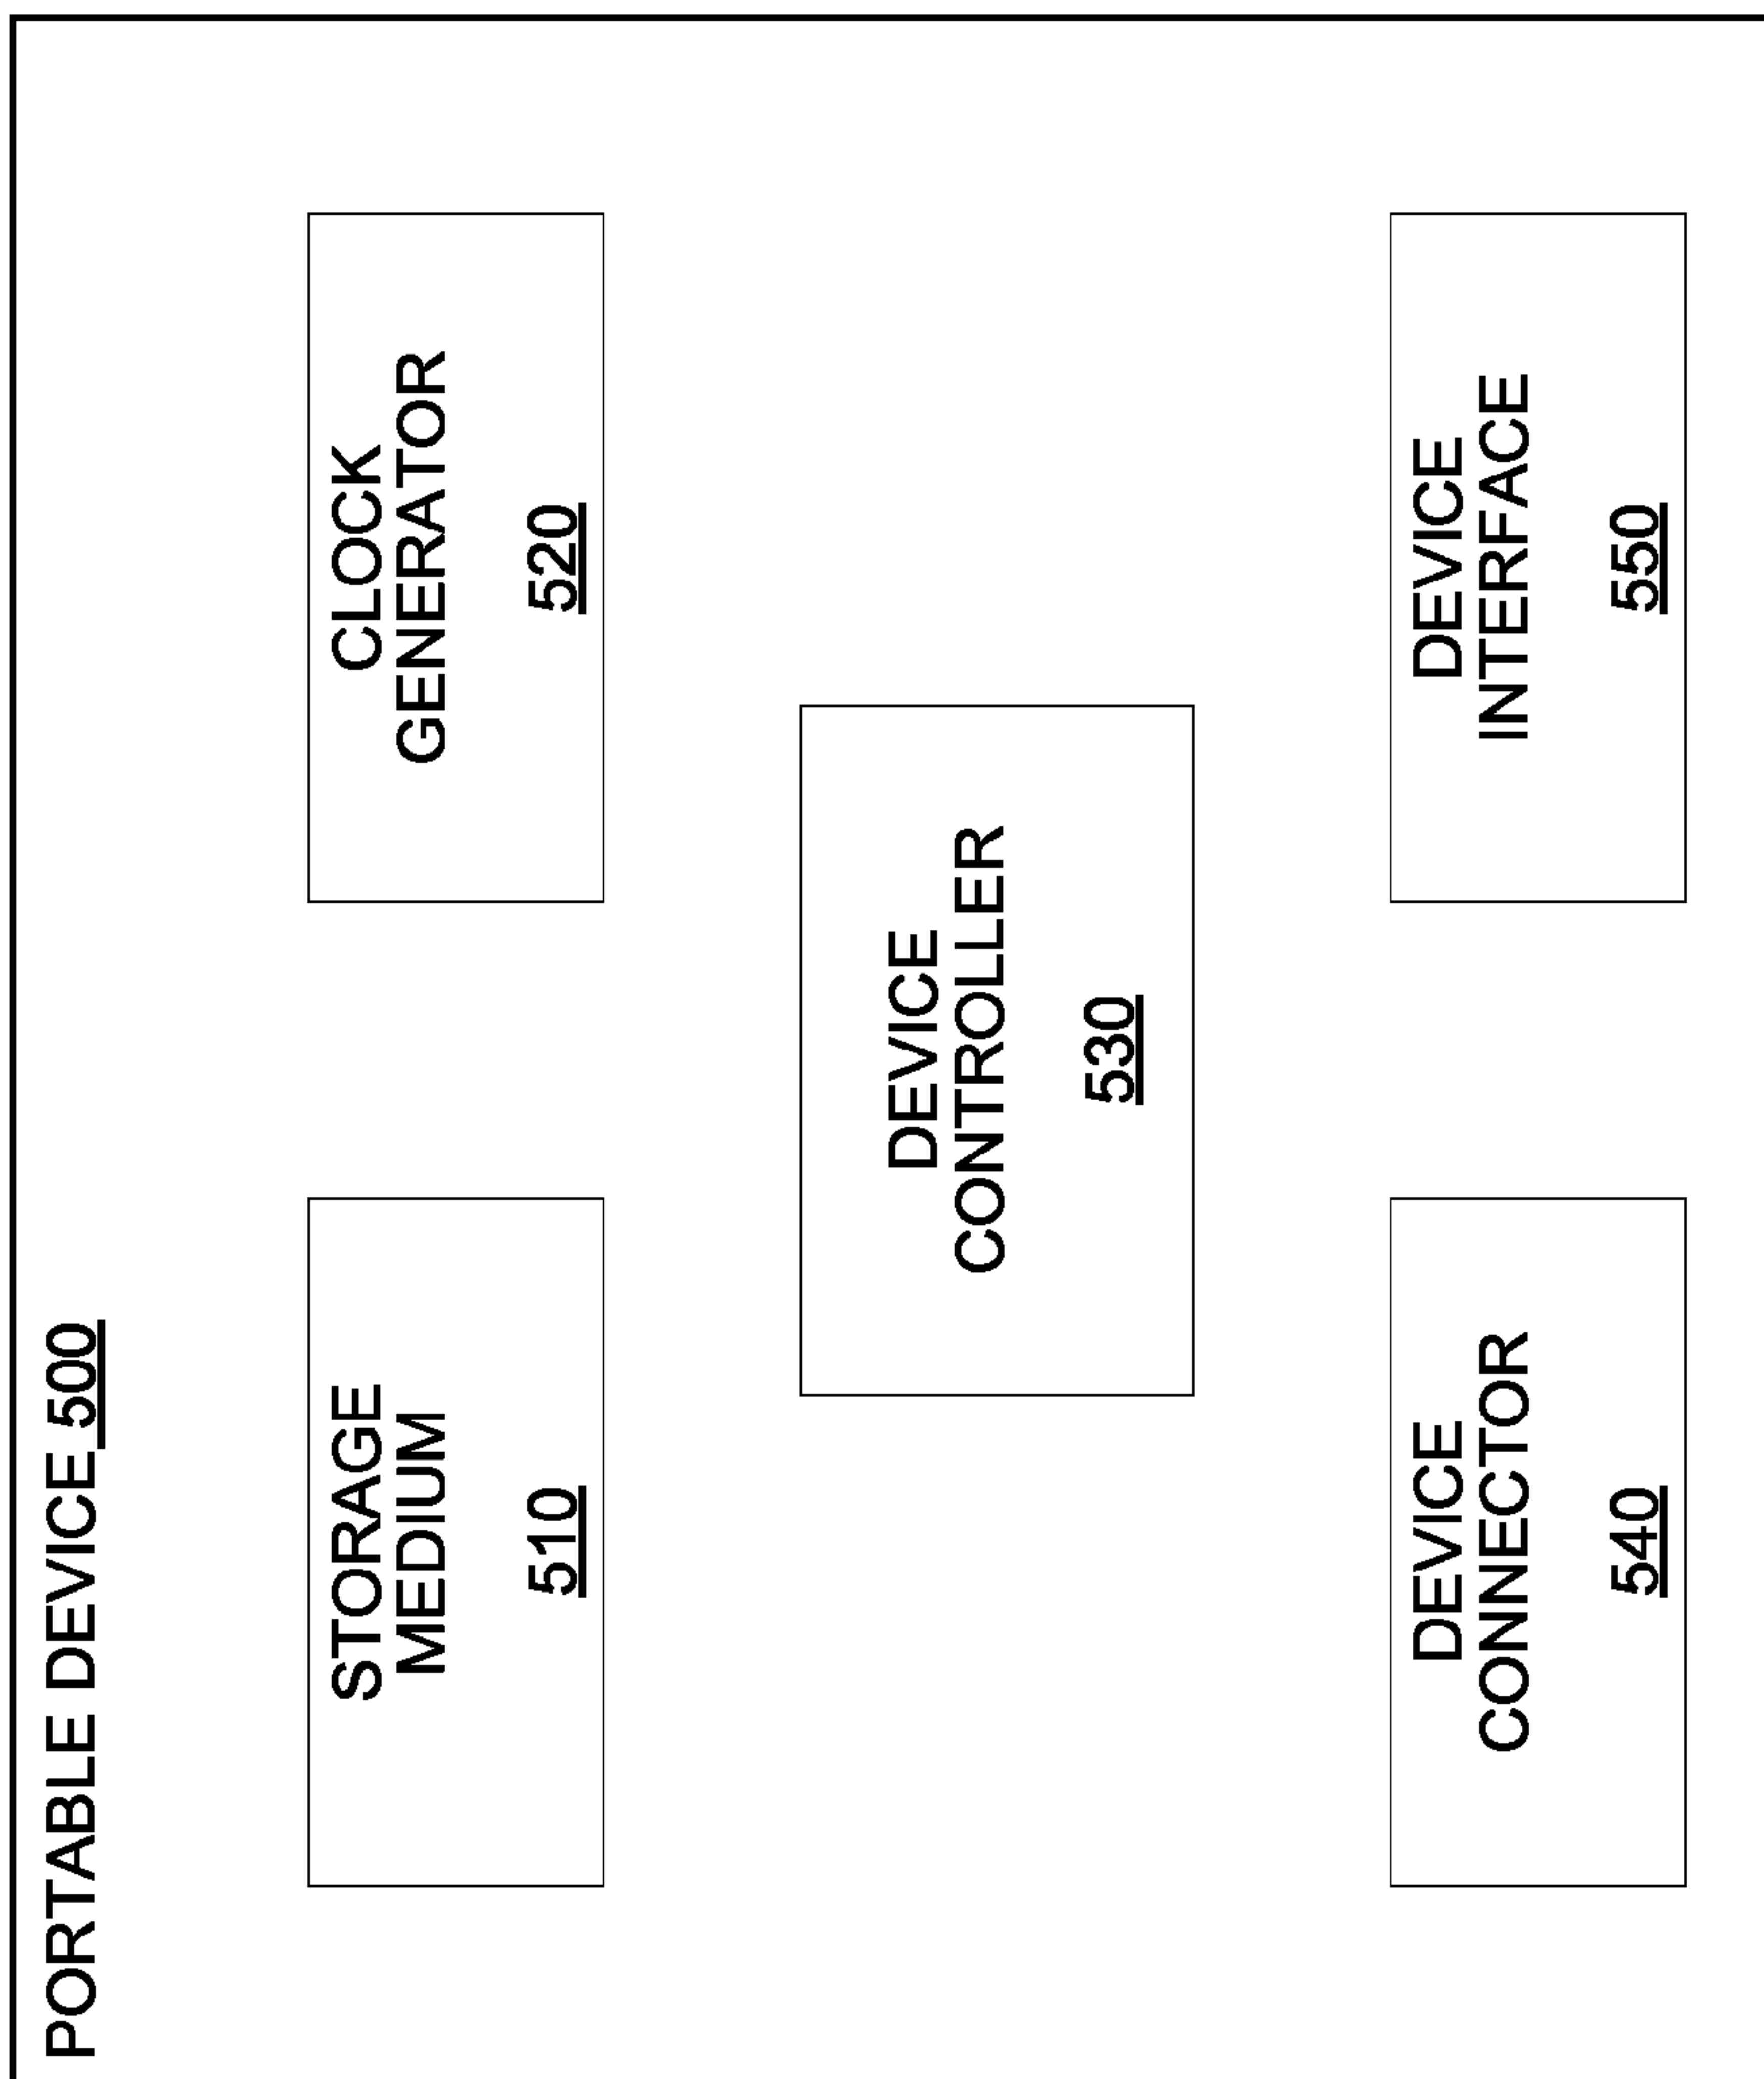 PORTABLE DEVICE 500
STORAGE
MEDIUM
510
CLOCK
GENERATOR
520
DEVICE
CONTROLLER
530
DEVICE
CONNECTOR
540
DEVICE
INTERFACE
550